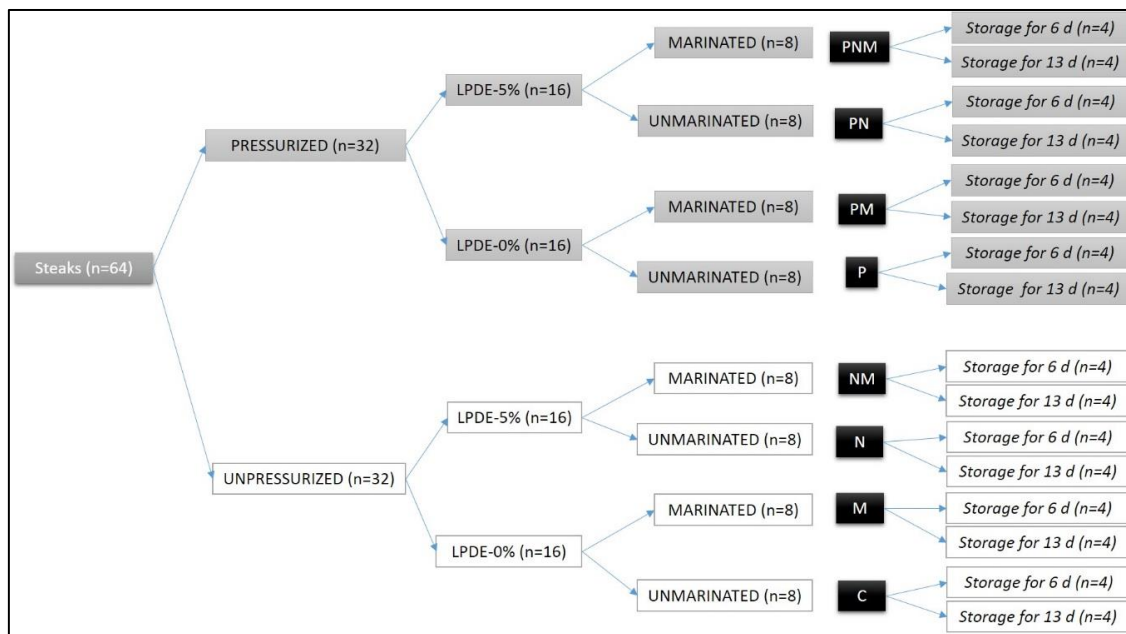 MARINATED (n=8)
PNM
Storage for 6 d (n=4)
Storage for 13 d (n=4)
LPDE-5% (n=16)
UNMARINATED (n=8)
PN
Storage for 6 d (n=4)
Storage for 13 d (n=4)
PRESSURIZED (n=32)
MARINATED (n=8)
PM
Storage for 6 d (n=4)
Storage for 13 d (n=4)
LPDE-0% (n=16)
UNMARINATED (n=8)
P
Storage for 6 d (n=4)
Storage for 13 d (n=4)
Steaks (n=64)
MARINATED (n=8)
NM
Storage for 6 d (n=4)
Storage for 13 d (n=4)
LPDE-5% (n=16)
UNMARINATED (n=8)
N
Storage for 6 d (n=4)
Storage for 13 d (n=4)
UNPRESSURIZED (n=32)
MARINATED (n=8)
M
Storage for 6 d (n=4)
Storage for 13 d (n=4)
LPDE-0% (n=16)
UNMARINATED (n=8)
C
Storage for 6 d (n=4)
Storage for 13 d (n=4)